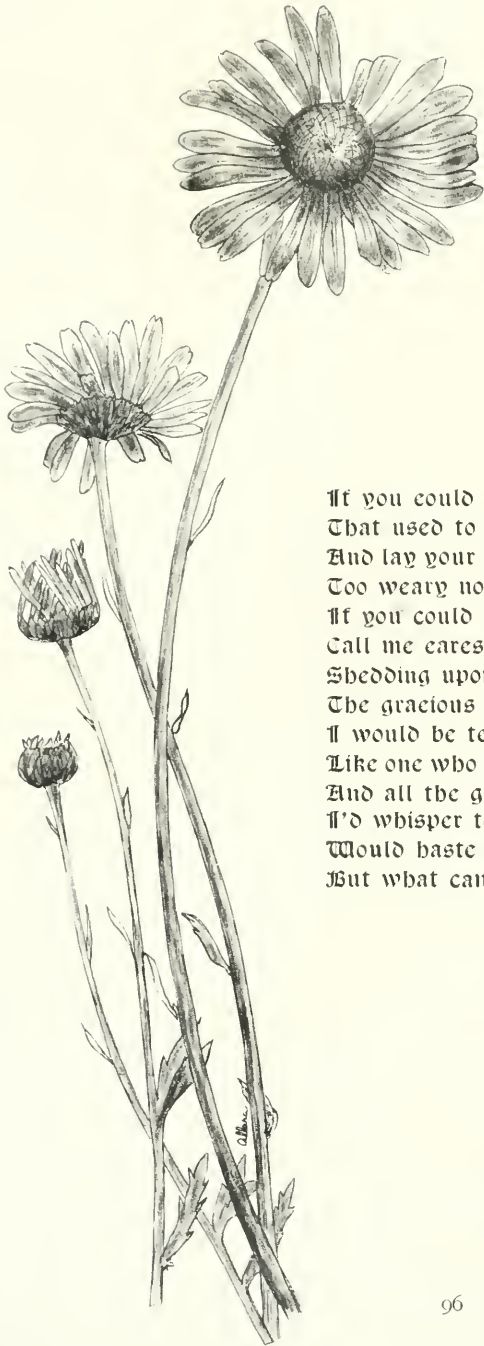 If you could
That used to
And lay your
Too weary no
If you could
Call me cares
Shedding upo
The gracious
I would be te
Like one who
And all the g
I'd whisper t
Would haste
But what can
96